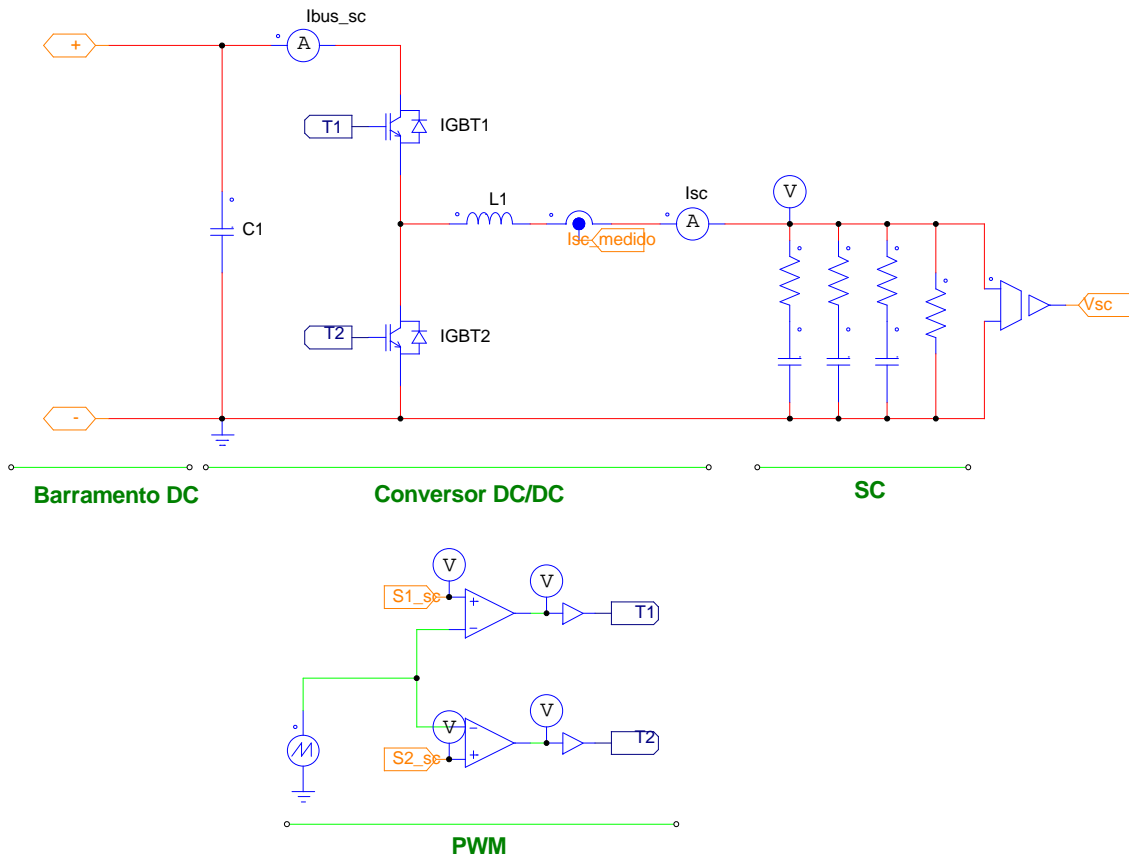 Ibus_sc
+
A
T1
IGBT1
L1
Isc
V
A
C1
Isc_medido
Vsc
T2
IGBT2
-
Barramento DC
Conversor DC/DC
SC
V
V
S1_sc
+
-
T1
V
V
-
T2
S2_sc
+
PWM